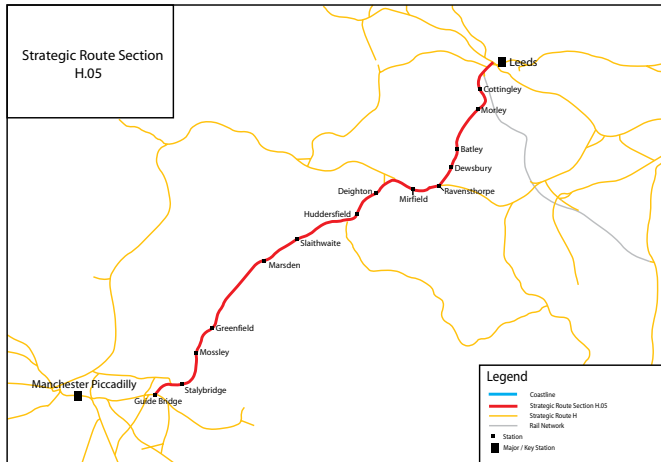 Strategic Route Section
H.05
Leeds
Cottingley
Morley
Batley
Dewsbury
Ravensthorpe
Mirfield
Deighton
Huddersfield
Slaithwaite
Marsden
Greenfield
Mossley
Manchester Piccadilly
Stalybridge
Guide Bridge
Legend
Coastline
Strategic Route Section H.05
Strategic Route H
Rail Network
Station
Major / Key Station